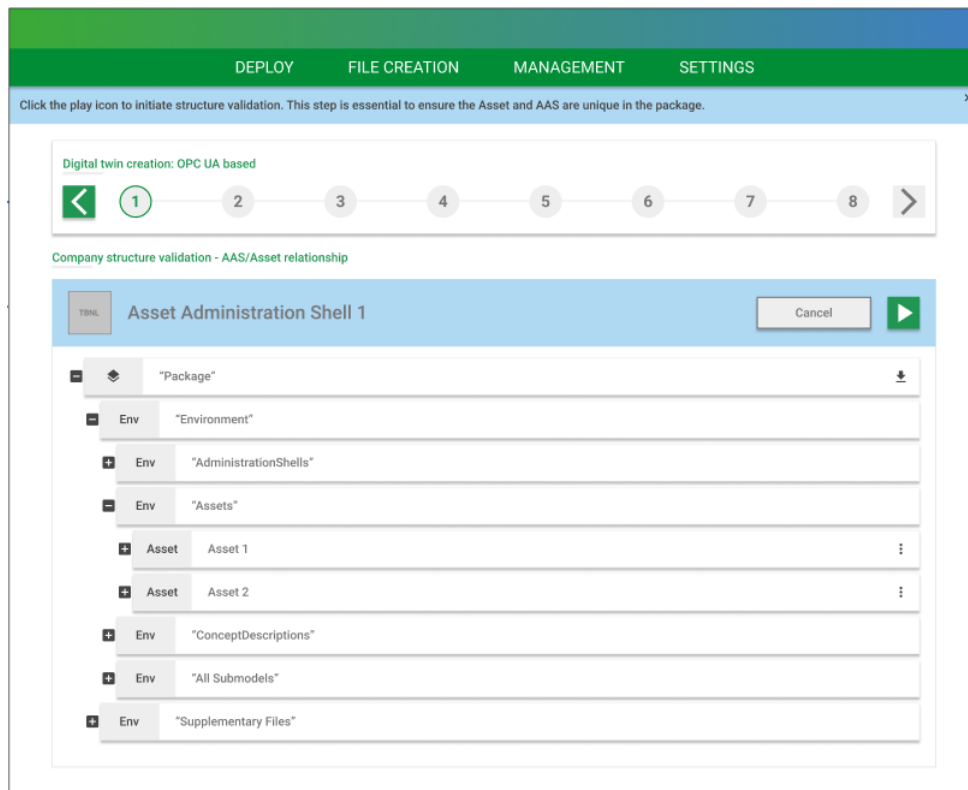 DEPLOY FILE CREATION MANAGEMENT SETTINGS
Click the play icon to initiate structure validation. This step is essential to ensure the Asset and AAS are unique in the package.
Digital twin creation: OPC UA based
1 2 3 4 5 6 7 8
Company structure validation - AAS/Asset relationship
TBNL Asset Administration Shell 1 Cancel
“Package”
Env “Environment”
Env “AdministrationShells”
Env “Assets”
Asset Asset 1
Asset Asset 2
Env “ConceptDescriptions”
Env “All Submodels”
Env “Supplementary Files”